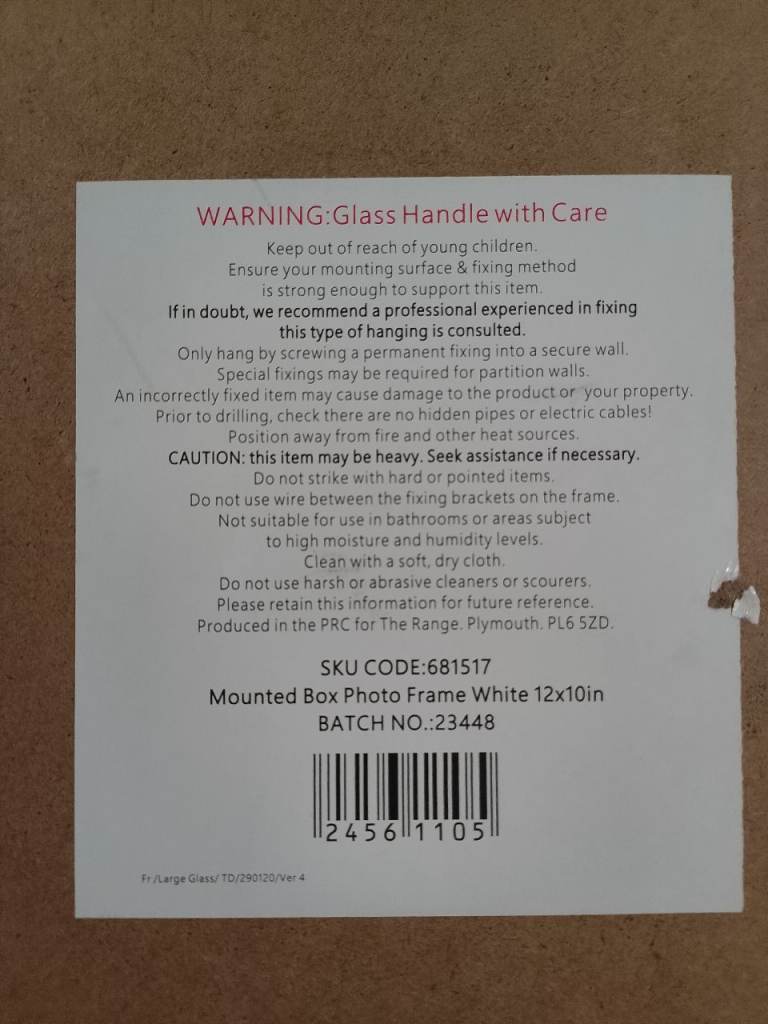 WARNING:Glass Handle with Care
Keep out of reach of young children.
Ensure your mounting surface & fixing method
is strong enough to support this item.
If in doubt, we recommend a professional experienced in fixing
this type of hanging is consulted.
Only hang by screwing a permanent fixing into a secure wall.
Special fixings may be required for partition walls.
An incorrectly fixed item may cause damage to the product or your property.
Prior to drilling, check there are no hidden pipes or electric cables!
Position away from fire and other heat sources.
CAUTION: this item may be heavy. Seek assistance if necessary.
Do not strike with hard or pointed items.
Do not use wire between the fixing brackets on the frame.
Not suitable for use in bathrooms or areas subject
to high moisture and humidity levels.
Clean with a soft, dry cloth.
Do not use harsh or abrasive cleaners or scourers.
Please retain this information for future reference.
Produced in the PRC for The Range. Plymouth. PL6 5ZD.
SKU CODE:681517
Mounted Box Photo Frame White 12x10in
BATCH NO.:23448
2456 1105
Fr /Large Glass/ TD/290120/Ver 4